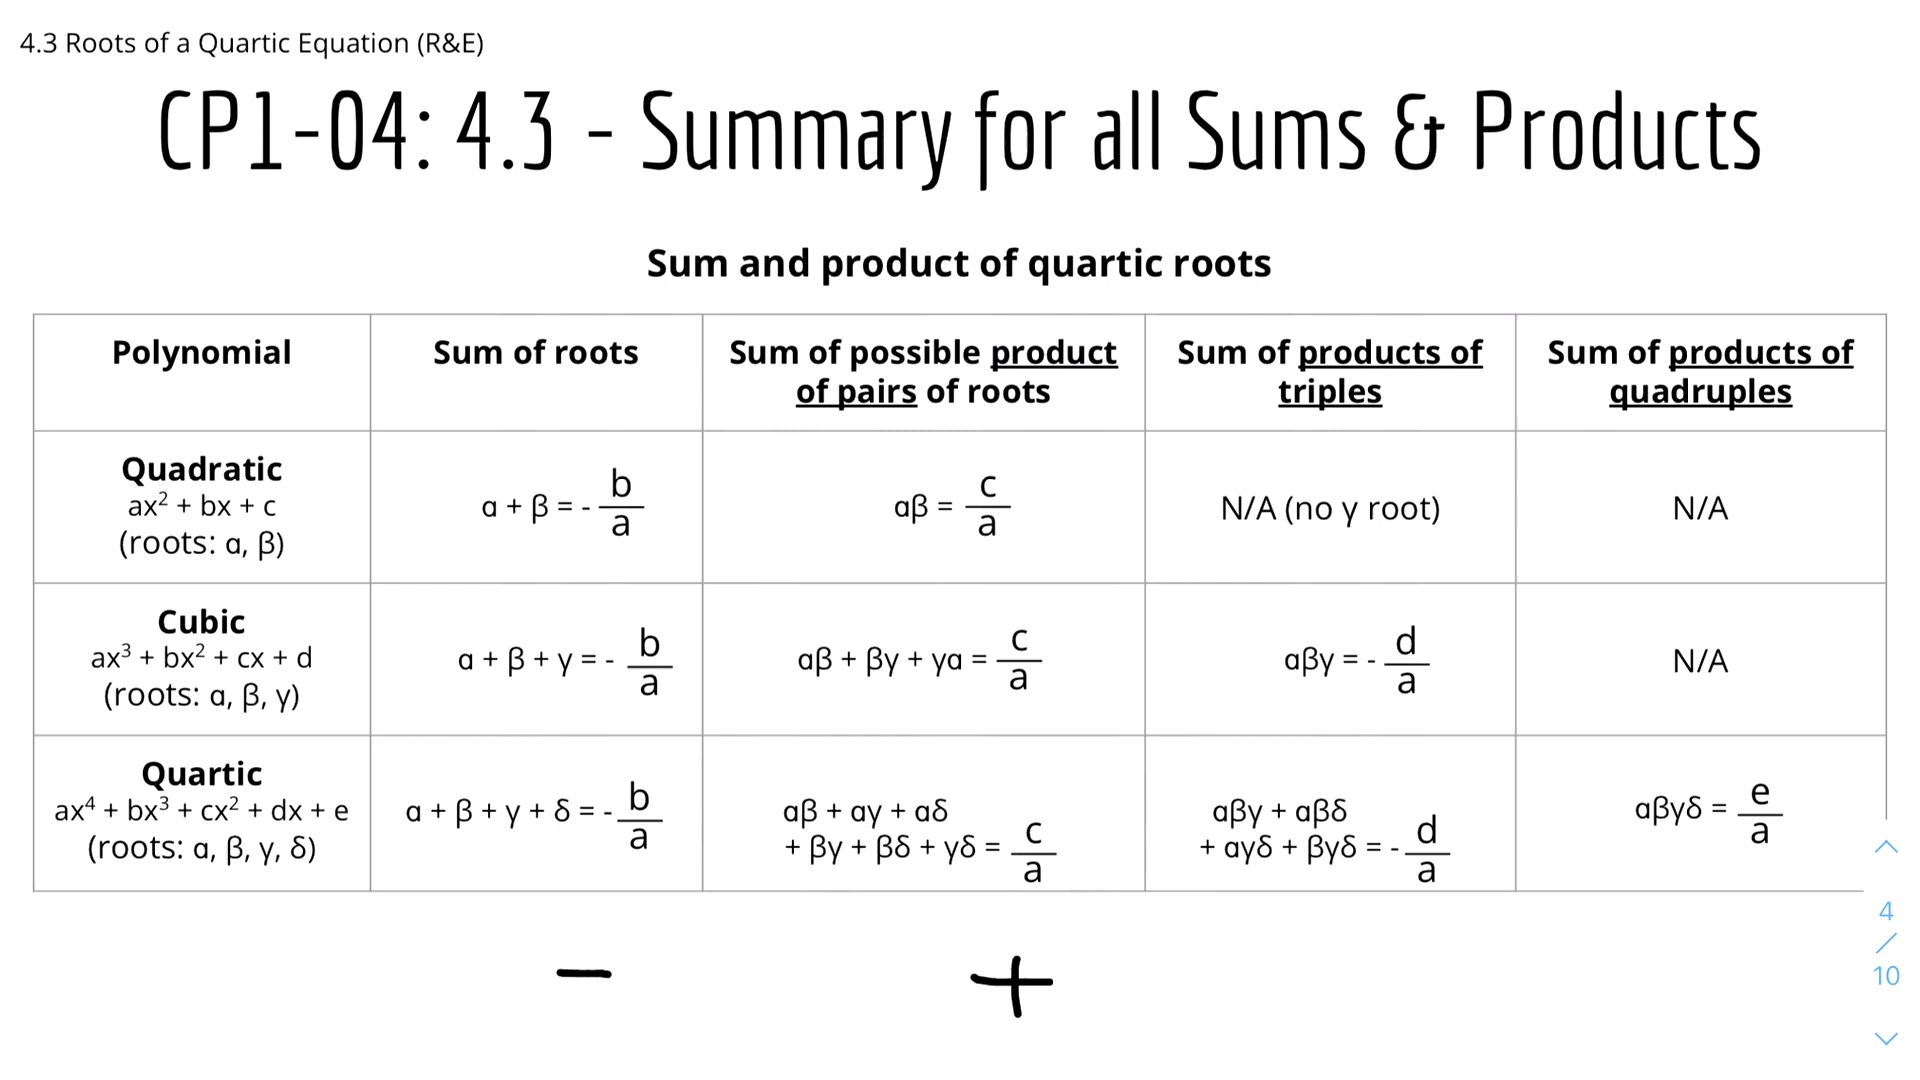 4.3 Roots of a Quartic Equation (R&E)
CP1-04: 4.3 - Summary for all Sums & Products
Sum and product of quartic roots
Polynomial
Sum of roots
Sum of possible product
of pairs of roots
Sum of products of
triples
Sum of products of
quadruples
Quadratic
ax² + bx + c
(roots: α, β)
α + β = - b/a
αβ = c/a
N/A (no γ root)
N/A
Cubic
ax³ + bx² + cx + d
(roots: α, β, γ)
α + β + γ = - b/a
αβ + βγ + γα = c/a
αβγ = - d/a
N/A
Quartic
ax⁴ + bx³ + cx² + dx + e
(roots: α, β, γ, δ)
α + β + γ + δ = - b/a
αβ + αγ + αδ
+ βγ + βδ + γδ = c/a
αβγ + αβδ
+ αγδ + βγδ = - d/a
αβγδ = e/a
− +
4
/
10